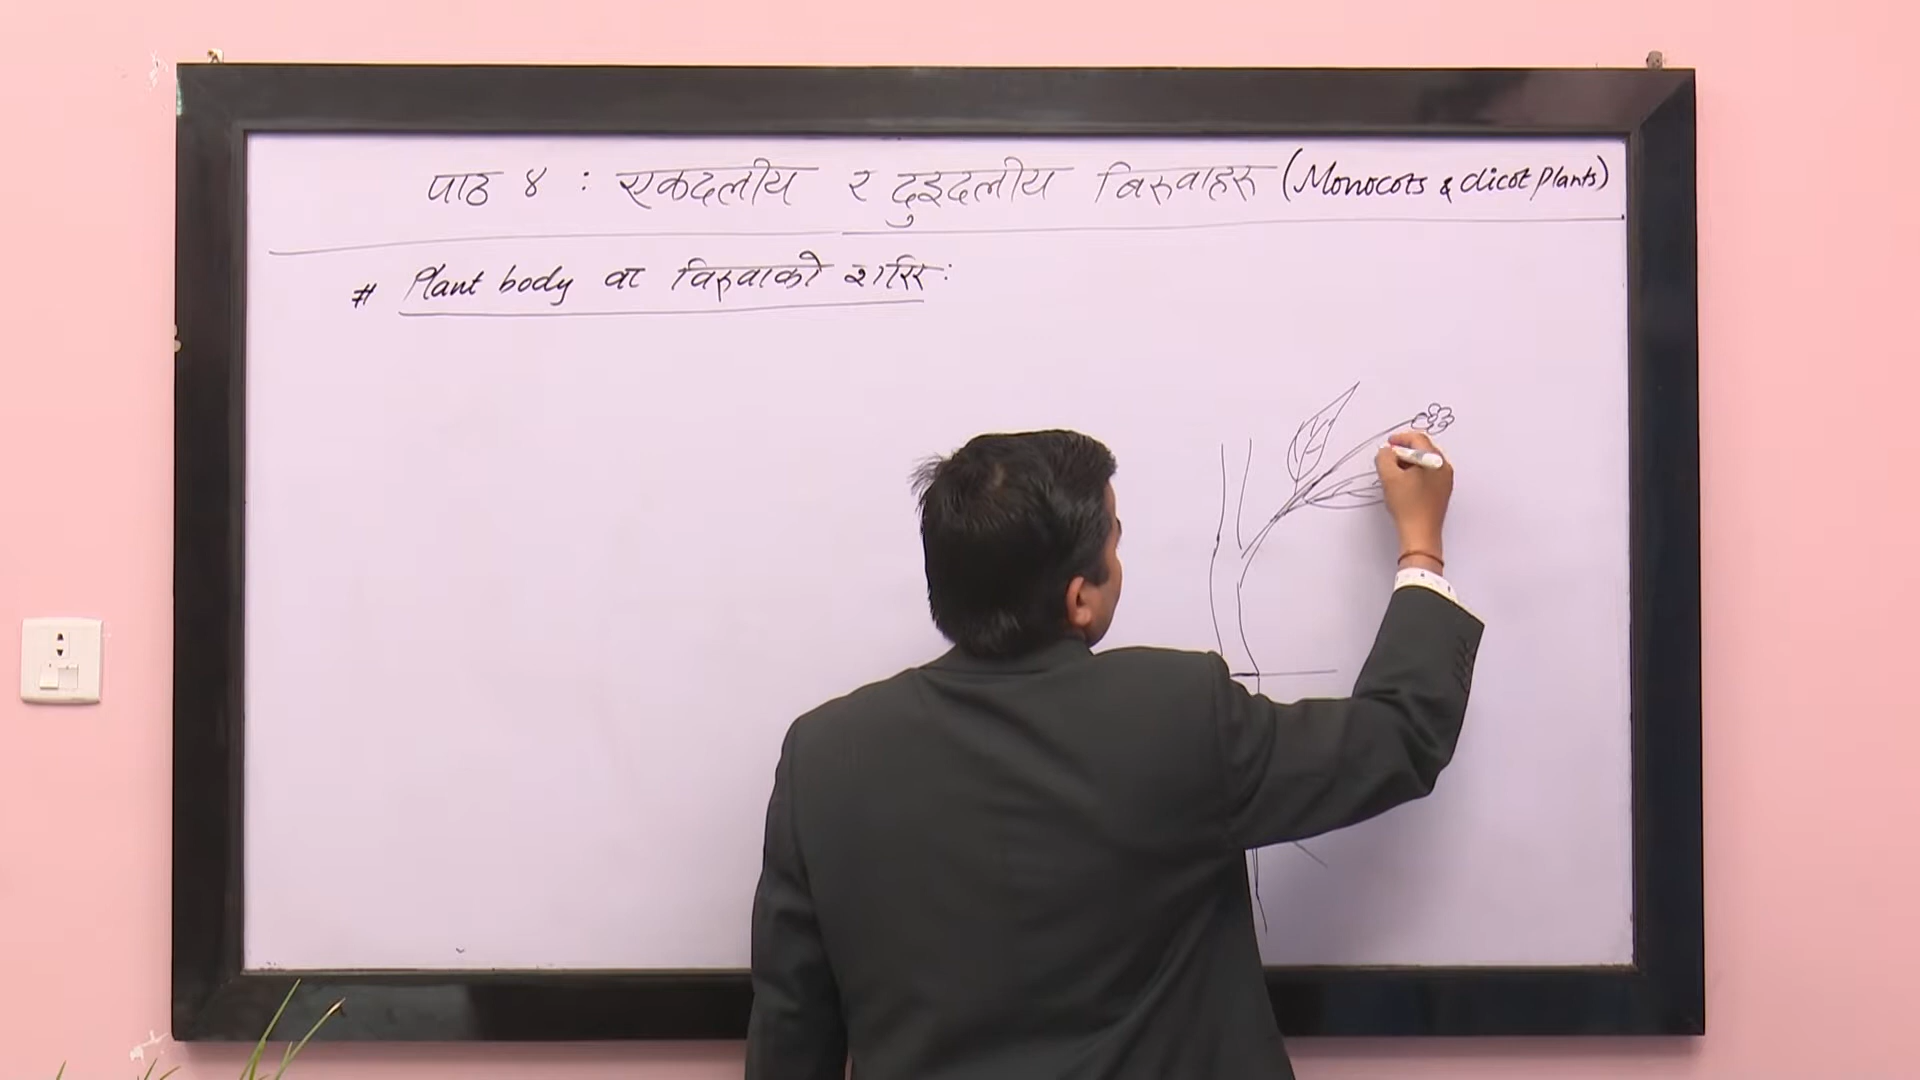 पाठ ४ : एकदलीय र दुइदलीय बिरुवाहरु (Monocots & dicot plants)
# Plant body वा विरुवाको शरिर: